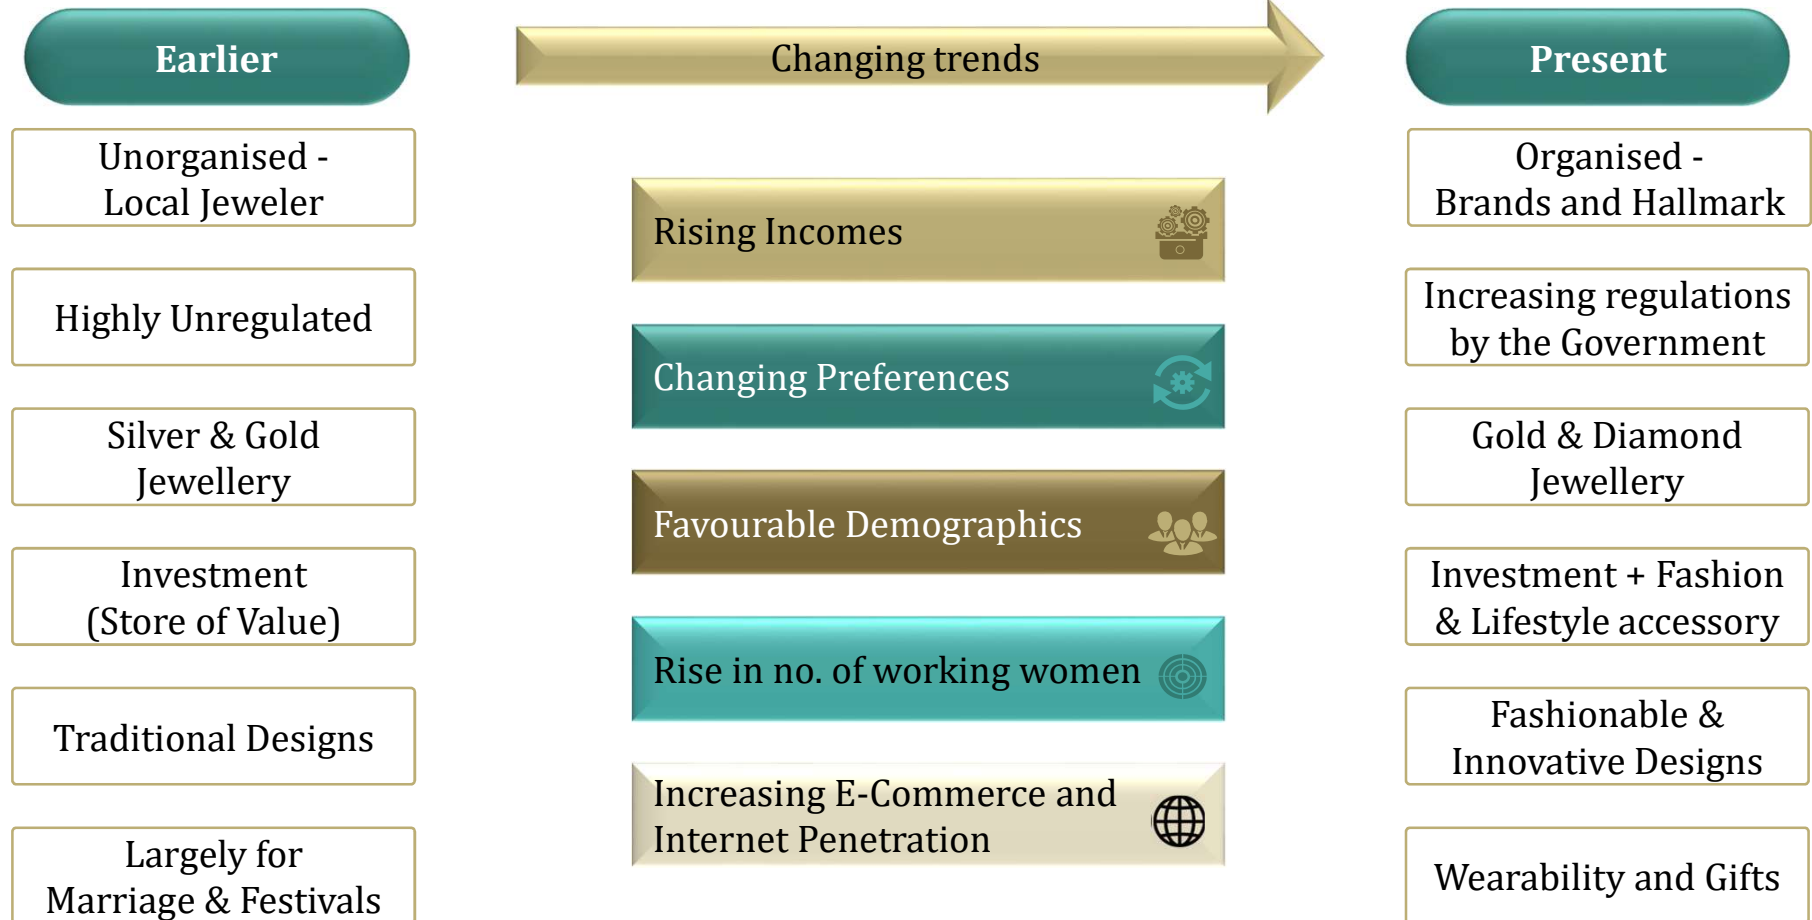 Earlier
Changing trends
Present
Unorganised -
Local Jeweler
Highly Unregulated
Silver & Gold
Jewellery
Investment
(Store of Value)
Traditional Designs
Largely for
Marriage & Festivals
Rising Incomes
Changing Preferences
Favourable Demographics
Rise in no. of working women
Increasing E-Commerce and
Internet Penetration
Organised -
Brands and Hallmark
Increasing regulations
by the Government
Gold & Diamond
Jewellery
Investment + Fashion
& Lifestyle accessory
Fashionable &
Innovative Designs
Wearability and Gifts